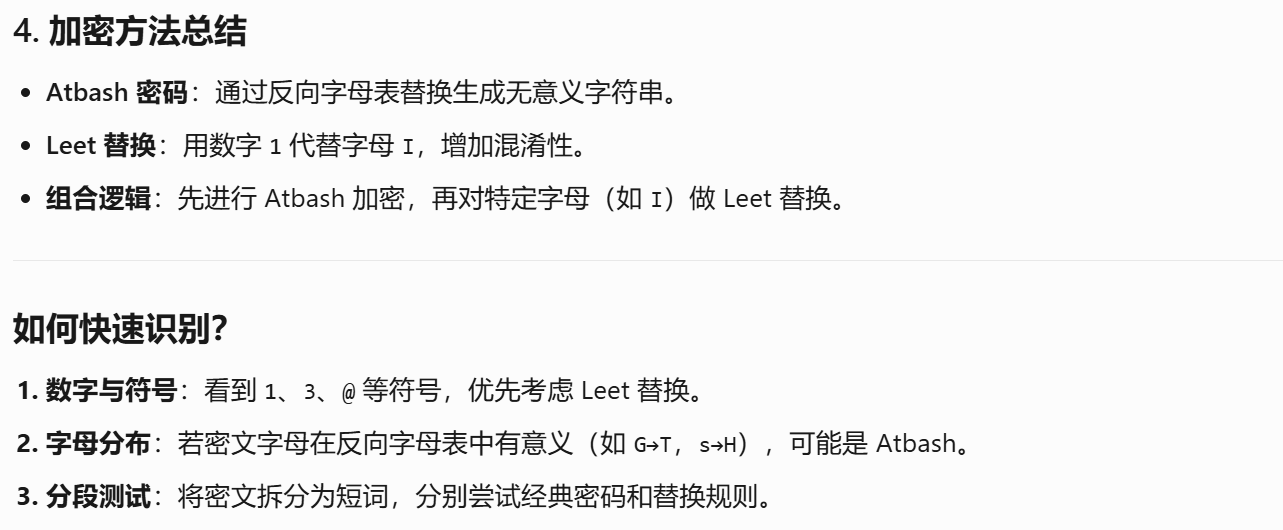 4. 加密方法总结
• Atbash 密码：通过反向字母表替换生成无意义字符串。
• Leet 替换：用数字 1 代替字母 I，增加混淆性。
• 组合逻辑：先进行 Atbash 加密，再对特定字母（如 I）做 Leet 替换。
如何快速识别？
1. 数字与符号：看到 1、3、@ 等符号，优先考虑 Leet 替换。
2. 字母分布：若密文字母在反向字母表中有意义（如 G→T，s→H），可能是 Atbash。
3. 分段测试：将密文拆分为短词，分别尝试经典密码和替换规则。